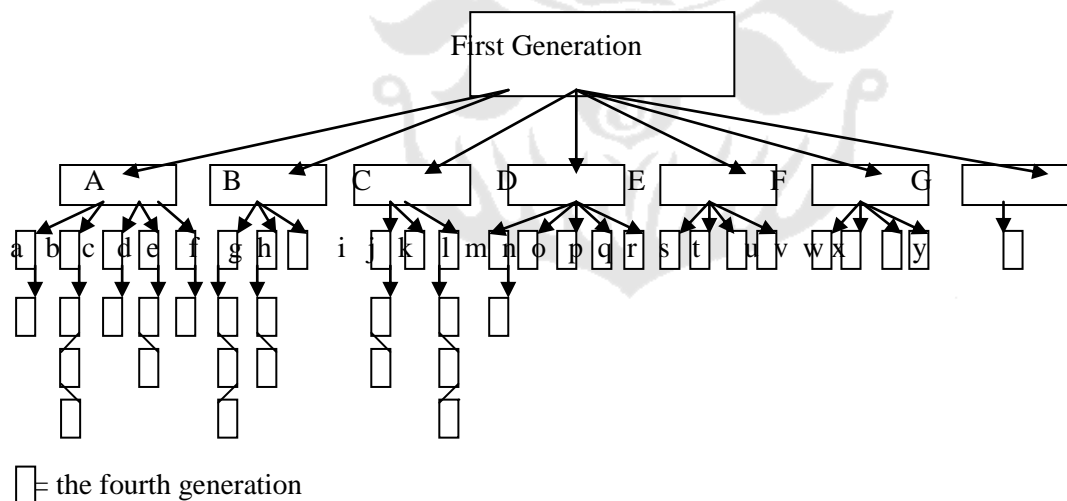 First Generation
A B C D E F G
a b c d e f g h i j k l m n o p q r s t u v w x y
= the fourth generation